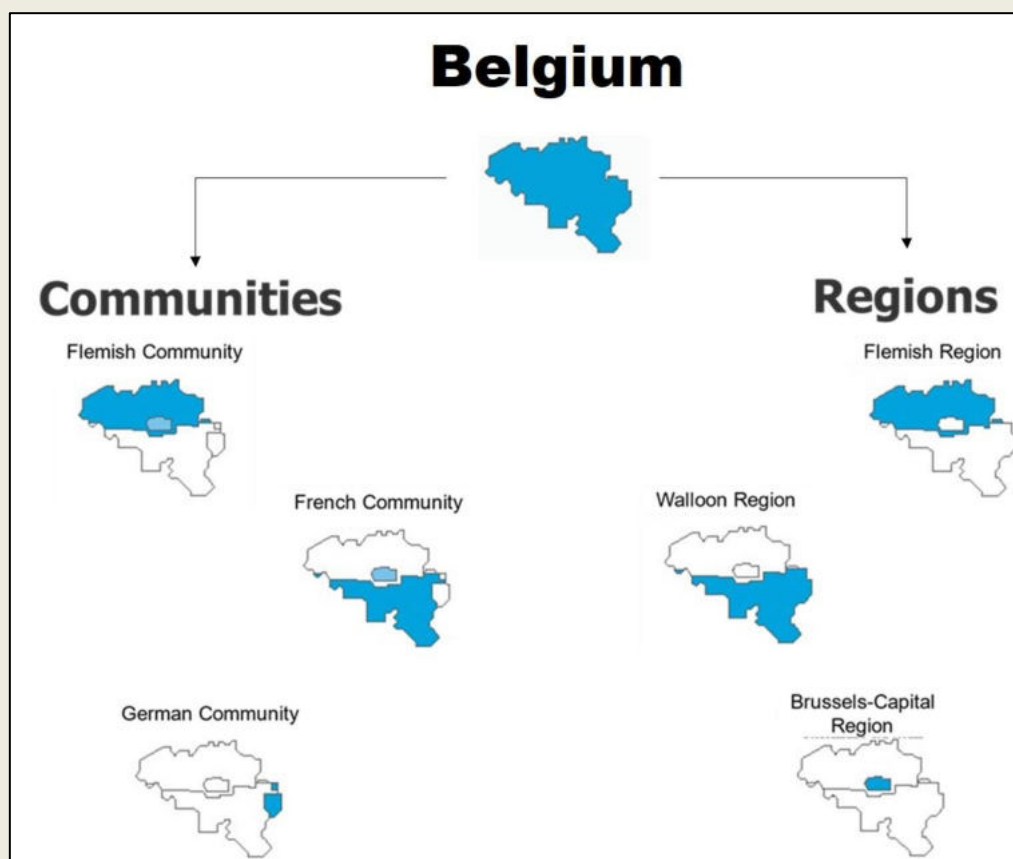 Belgium
Communities
Regions
Flemish Community
Flemish Region
French Community
Walloon Region
German Community
Brussels-Capital
Region